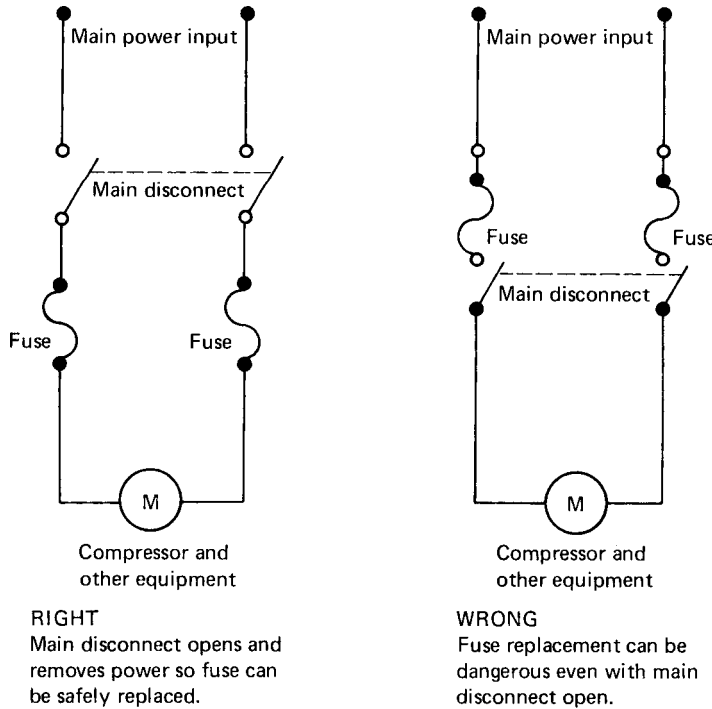 Main power input
Main disconnect
Fuse
Fuse
M
Compressor and
other equipment
RIGHT
Main disconnect opens and
removes power so fuse can
be safely replaced.
Main power input
Fuse
Fuse
Main disconnect
M
Compressor and
other equipment
WRONG
Fuse replacement can be
dangerous even with main
disconnect open.